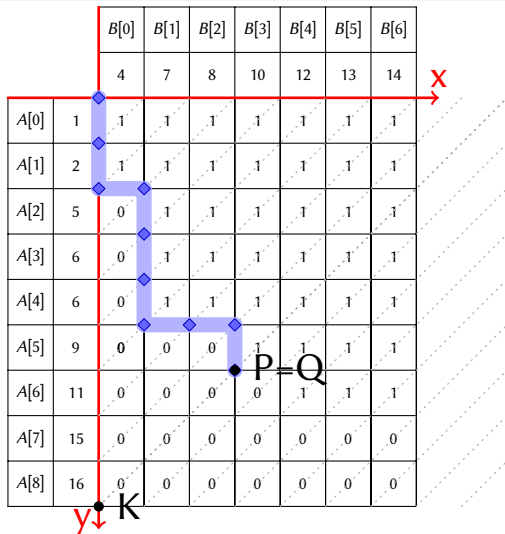 B[0] B[1] B[2] B[3] B[4] B[5] B[6]
4 7 8 10 12 13 14
x
A[0] 1 1 1 1 1 1 1 1
A[1] 2 1 1 1 1 1 1 1
A[2] 5 0 1 1 1 1 1 1
A[3] 6 0 1 1 1 1 1 1
A[4] 6 0 1 1 1 1 1 1
A[5] 9 0 0 0 1 1 1 1
P=Q
A[6] 11 0 0 0 0 1 1 1
A[7] 15 0 0 0 0 0 0 0
A[8] 16 0 0 0 0 0 0 0
y K